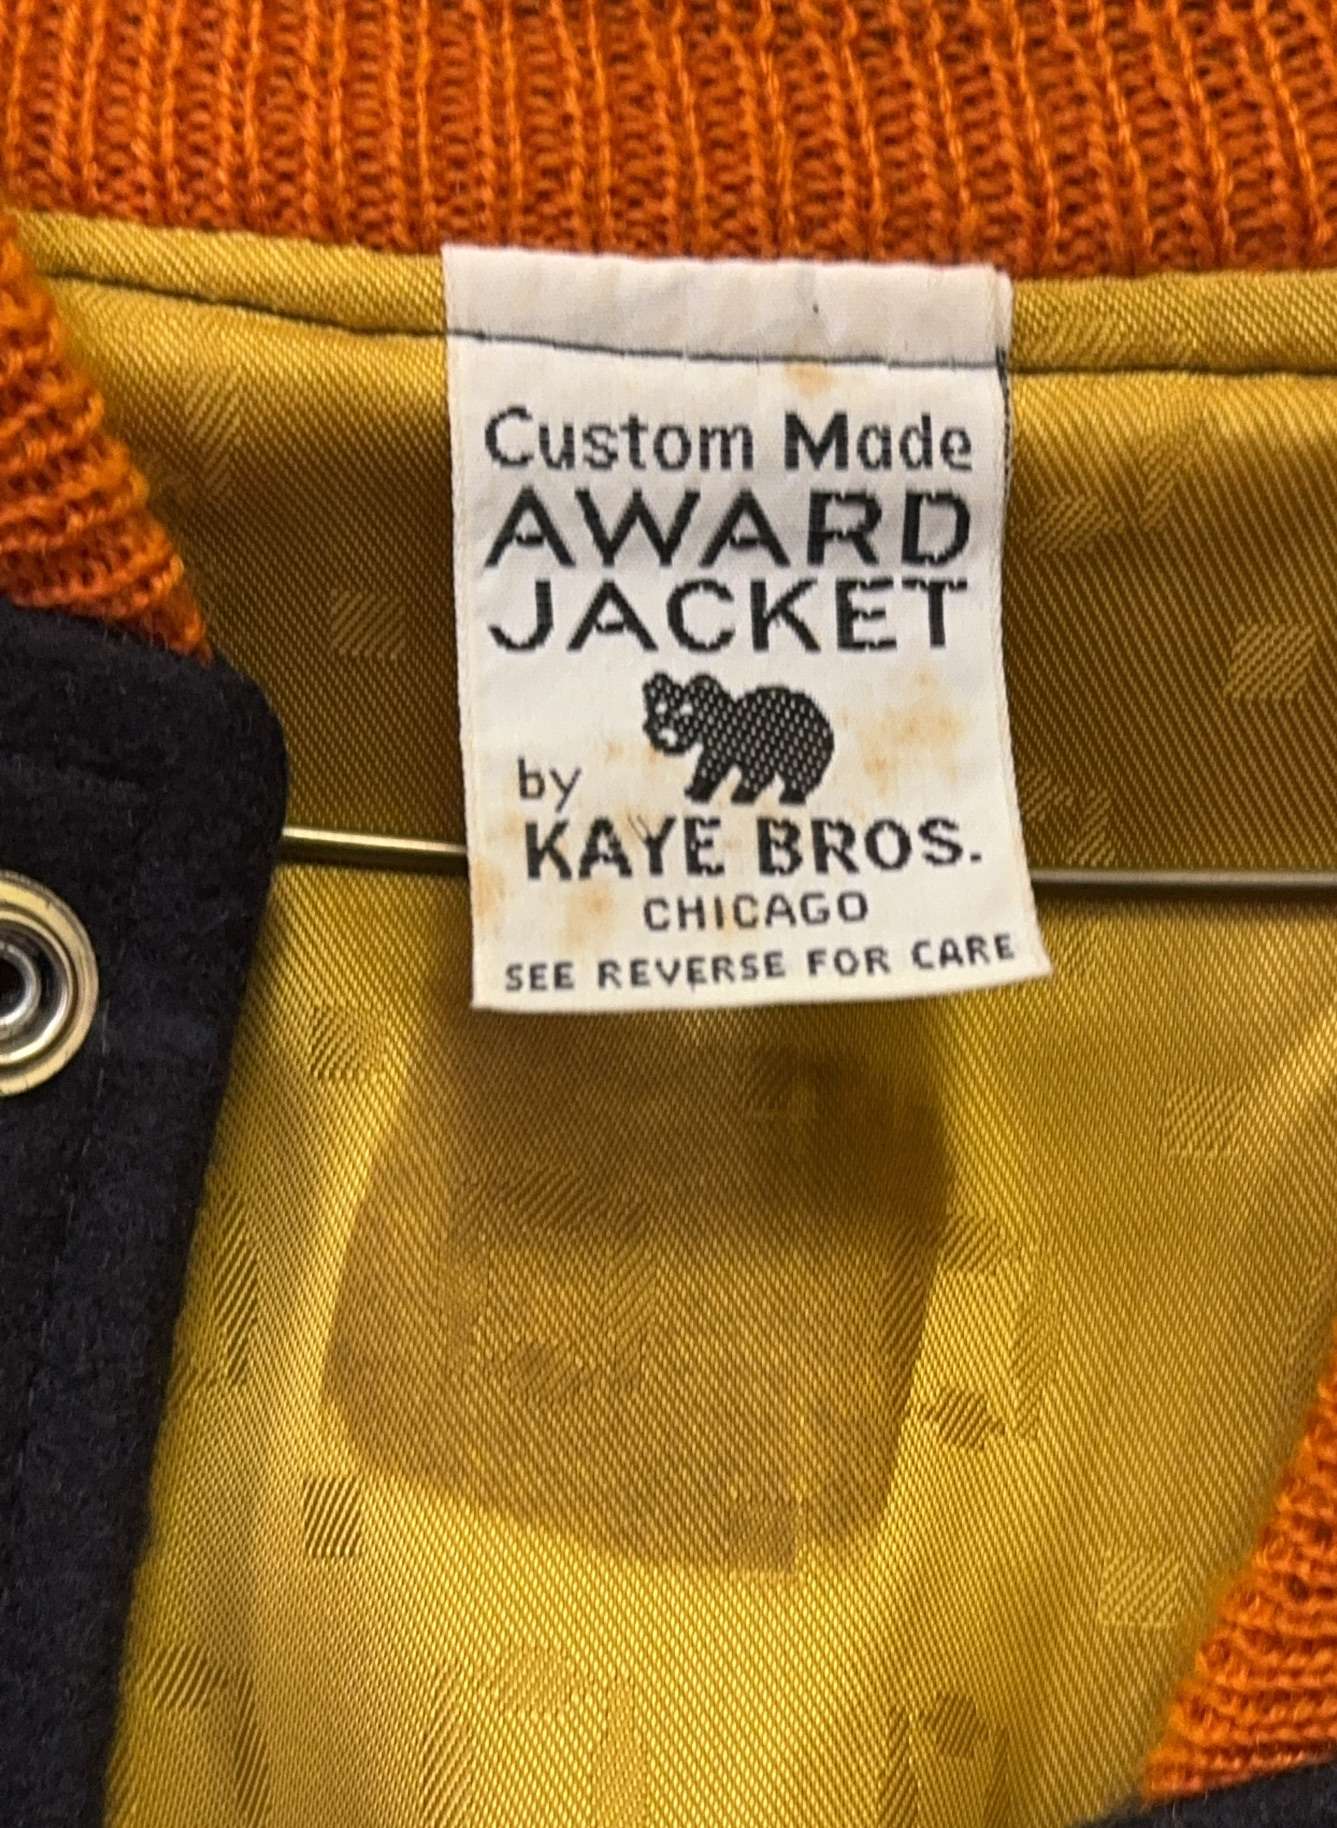 Custom Made
AWARD
JACKET
by
KAYE BROS.
CHICAGO
SEE REVERSE FOR CARE